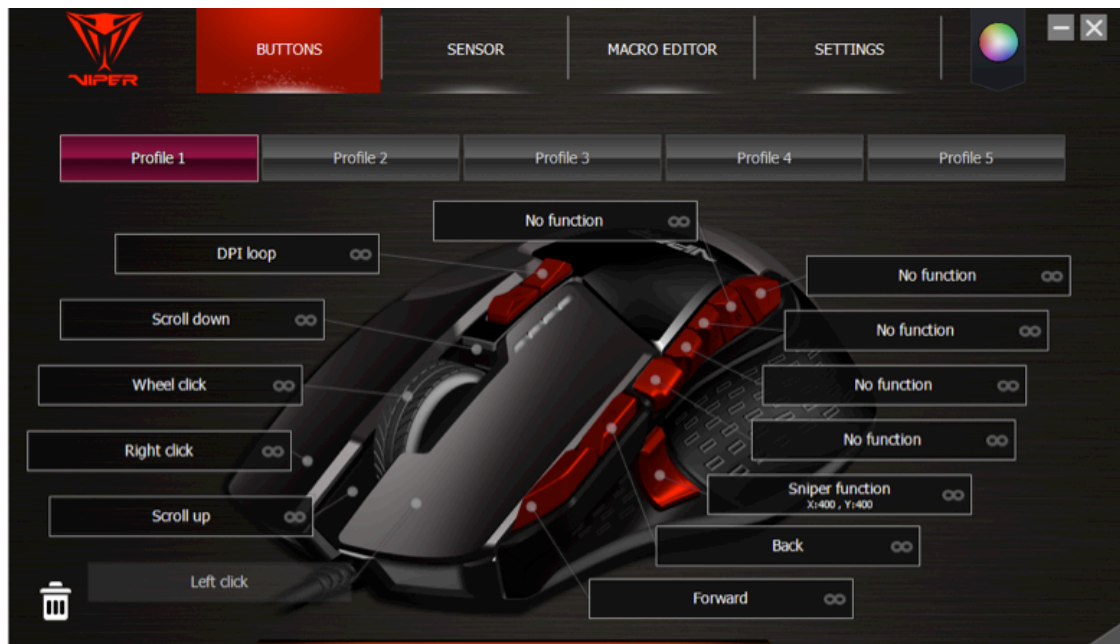 VIPER
BUTTONS
SENSOR
MACRO EDITOR
SETTINGS
Profile 1
Profile 2
Profile 3
Profile 4
Profile 5
No function
DPI loop
No function
Scroll down
No function
Wheel click
No function
Right click
No function
Sniper function
X:400 , Y:400
Scroll up
Back
Left click
Forward